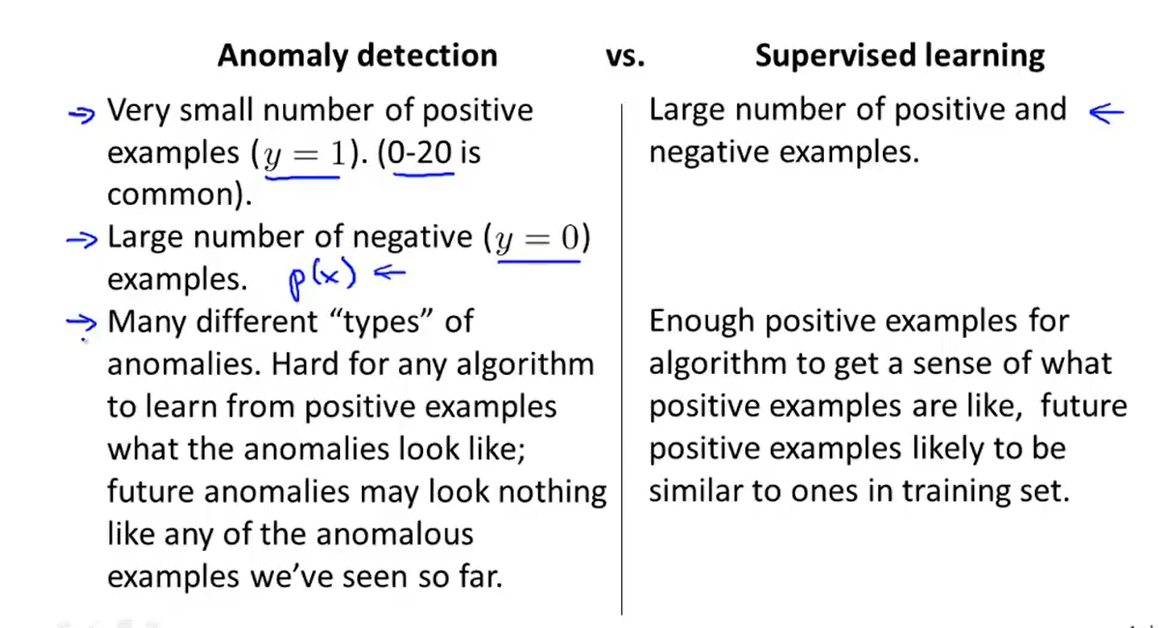 Anomaly detection vs. Supervised learning
→ Very small number of positive
examples (y = 1). (0-20 is
common).
→ Large number of negative (y = 0)
examples. p(x) ←
→ Many different “types” of
anomalies. Hard for any algorithm
to learn from positive examples
what the anomalies look like;
future anomalies may look nothing
like any of the anomalous
examples we’ve seen so far.
Large number of positive and ←
negative examples.
Enough positive examples for
algorithm to get a sense of what
positive examples are like, future
positive examples likely to be
similar to ones in training set.